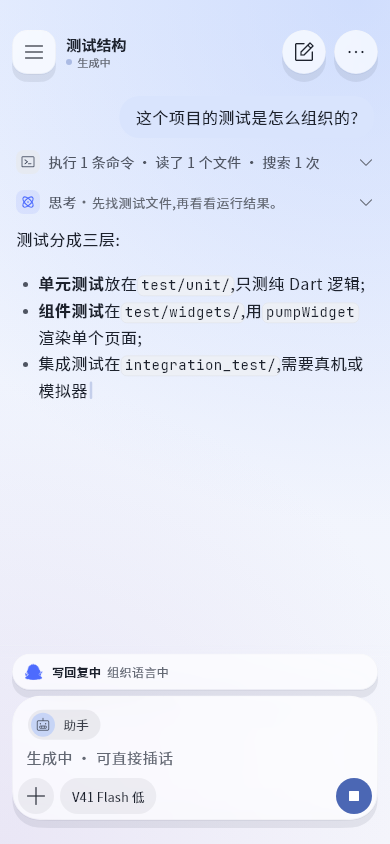 测试结构
生成中
这个项目的测试是怎么组织的?
执行 1 条命令 · 读了 1 个文件 · 搜索 1 次
思考 · 先找测试文件,再看看运行结果。
测试分成三层:
• 单元测试放在 test/unit/,只测纯 Dart 逻辑;
• 组件测试在 test/widgets/,用 pumpWidget
渲染单个页面;
• 集成测试在 integration_test/,需要真机或
模拟器
写回复中 组织语言中
助手
生成中 · 可直接插话
V41 Flash 低